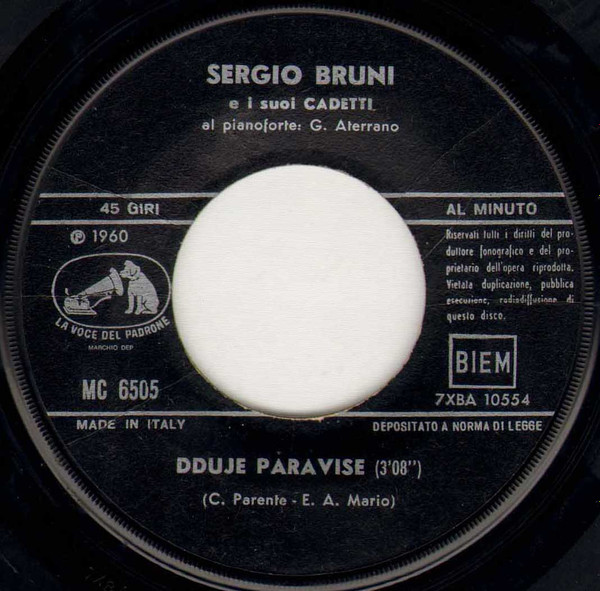 SERGIO BRUNI
e i suoi CADETTI
al pianoforte: G. Aterrano
45 GIRI
AL MINUTO
℗ 1960
Riservati tutti i diritti del pro-
duttore fonografico e del pro-
prietario dell'opera riprodotta.
Vietata duplicazione, pubblica
esecuzione, radiodiffusione di
questo disco.
LA VOCE DEL PADRONE
MARCHIO DEP
MC 6505
BIEM
7XBA 10554
MADE IN ITALY
DEPOSITATO A NORMA DI LEGGE
DDUJE PARAVISE (3'08")
(C. Parente - E. A. Mario)